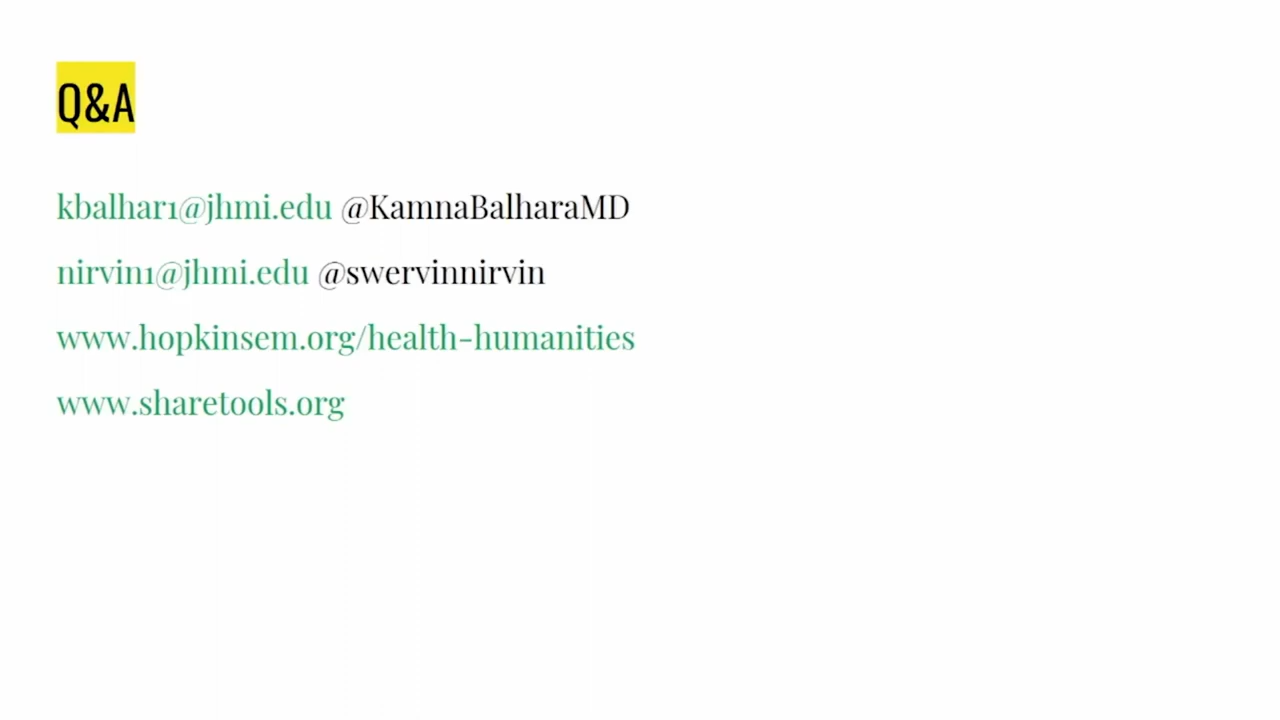 Q&A
kbalhar1@jhmi.edu @KamnaBalharaMD
nirvin1@jhmi.edu @swervinnirvin
www.hopkinsem.org/health-humanities
www.sharetools.org